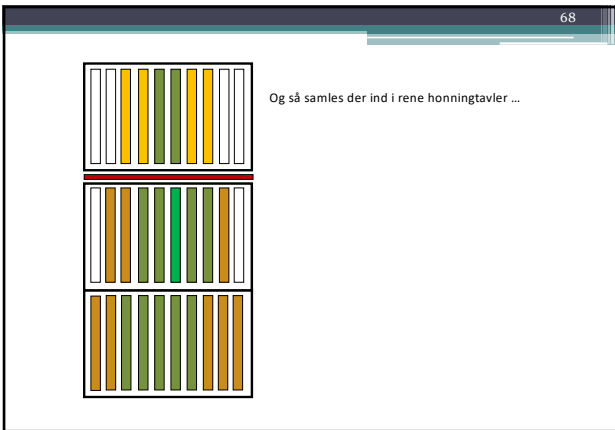 68
Og så samles der ind i rene honningtavler …